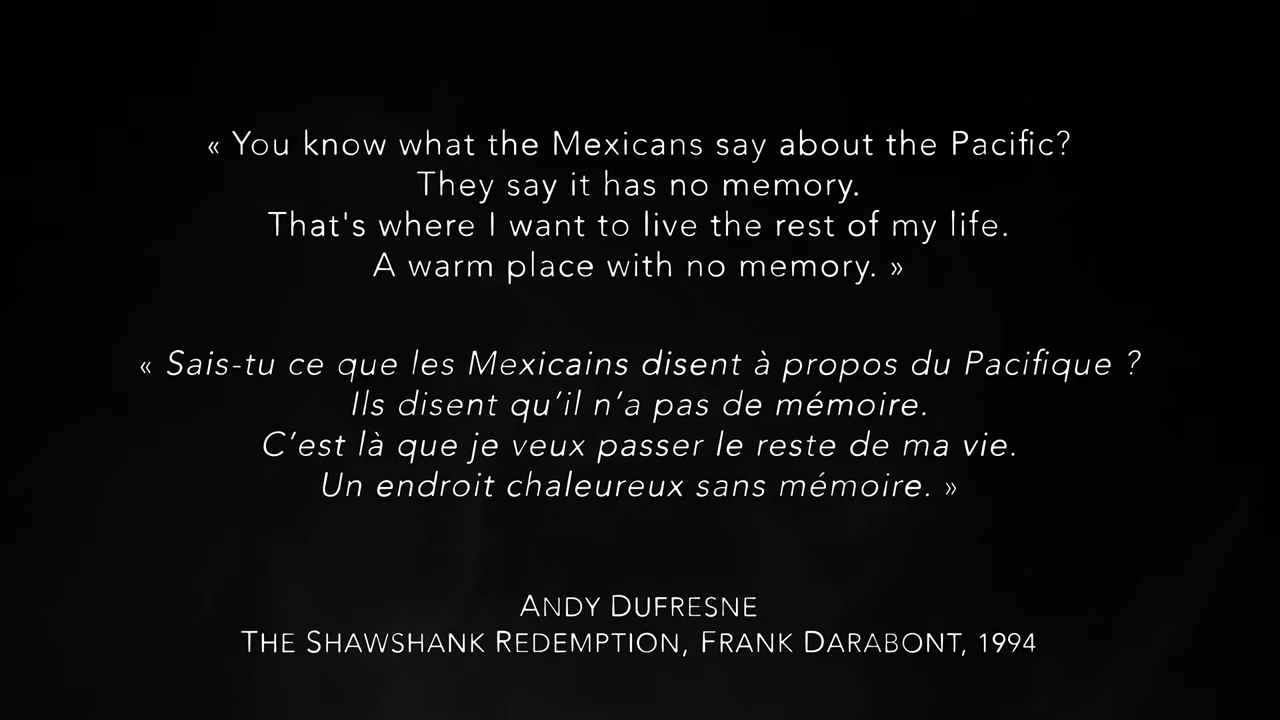 « You know what the Mexicans say about the Pacific?
They say it has no memory.
That's where I want to live the rest of my life.
A warm place with no memory. »
« Sais-tu ce que les Mexicains disent à propos du Pacifique ?
Ils disent qu’il n’a pas de mémoire.
C’est là que je veux passer le reste de ma vie.
Un endroit chaleureux sans mémoire. »
ANDY DUFRESNE
THE SHAWSHANK REDEMPTION, FRANK DARABONT, 1994